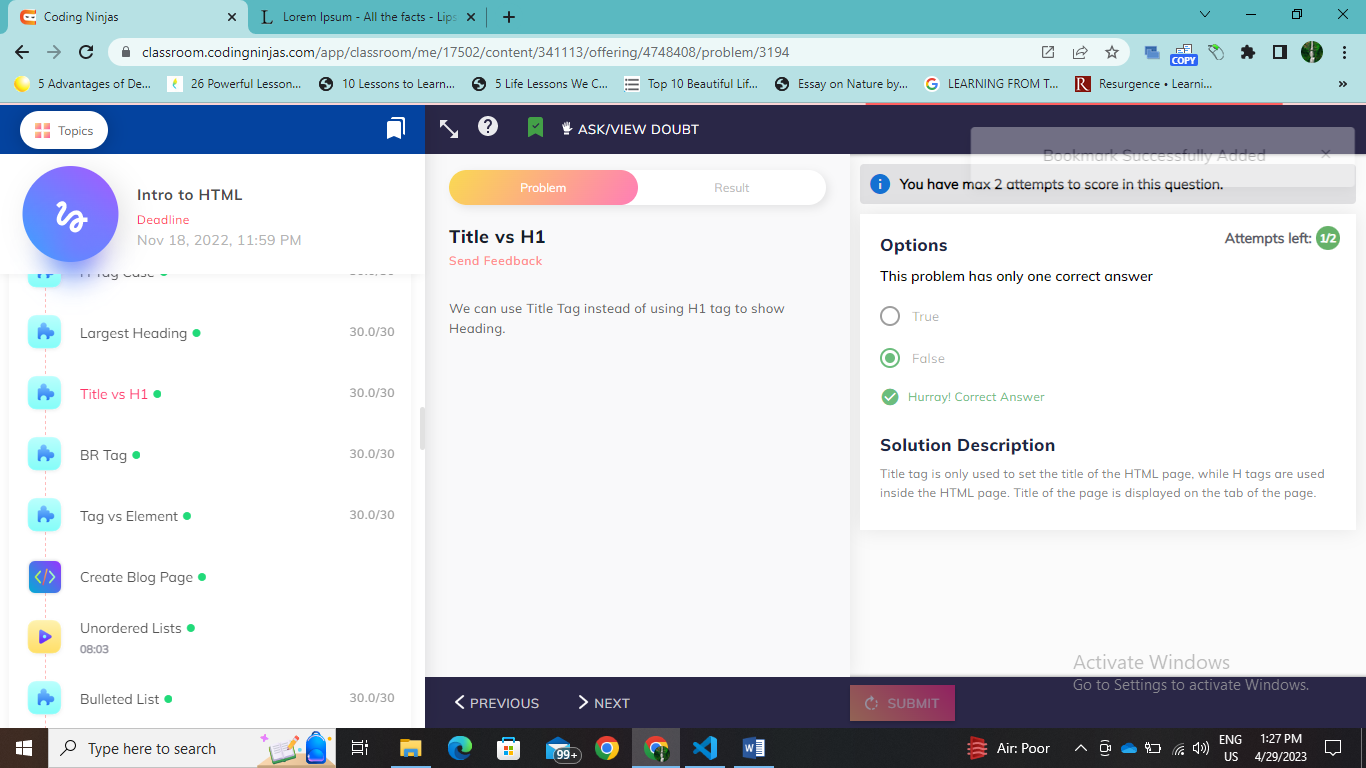 Coding Ninjas
Lorem Ipsum - All the facts - Lips
classroom.codingninjas.com/app/classroom/me/17502/content/341113/offering/4748408/problem/3194
COPY
5 Advantages of De...
26 Powerful Lesson...
10 Lessons to Learn...
5 Life Lessons We C...
Top 10 Beautiful Lif...
Essay on Nature by...
LEARNING FROM T...
Resurgence • Learni...
»
Topics
ASK/VIEW DOUBT
Bookmark Successfully Added
Intro to HTML
Deadline
Nov 18, 2022, 11:59 PM
H Tag Case
30.0/30
Largest Heading
30.0/30
Title vs H1
30.0/30
BR Tag
30.0/30
Tag vs Element
30.0/30
Create Blog Page
Unordered Lists
08:03
Bulleted List
30.0/30
Problem
Result
Title vs H1
Send Feedback
We can use Title Tag instead of using H1 tag to show
Heading.
You have max 2 attempts to score in this question.
Options
Attempts left: 1/2
This problem has only one correct answer
True
False
Hurray! Correct Answer
Solution Description
Title tag is only used to set the title of the HTML page, while H tags are used
inside the HTML page. Title of the page is displayed on the tab of the page.
Activate Windows
Go to Settings to activate Windows.
PREVIOUS
NEXT
SUBMIT
Type here to search
99+
Air: Poor
ENG
US
1:27 PM
4/29/2023